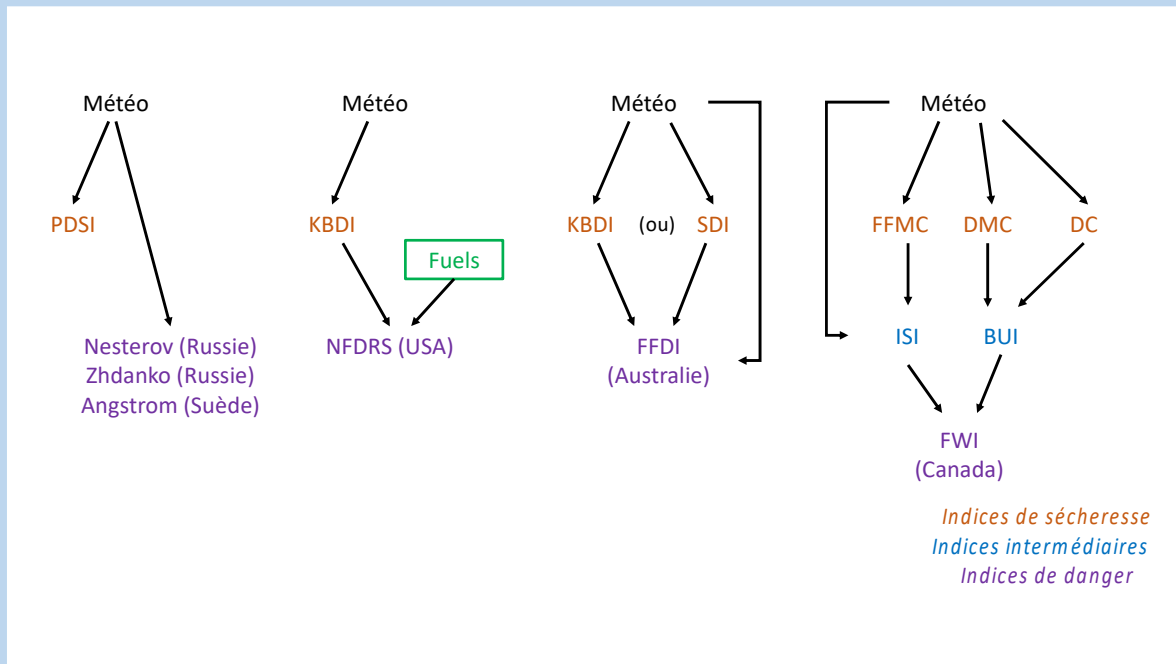 Météo
PDSI
Nesterov (Russie)
Zhdanko (Russie)
Angstrom (Suède)
Météo
KBDI
Fuels
NFDRS (USA)
Météo
KBDI (ou) SDI
FFDI
(Australie)
Météo
FFMC DMC DC
ISI BUI
FWI
(Canada)
Indices de sécheresse
Indices intermédiaires
Indices de danger